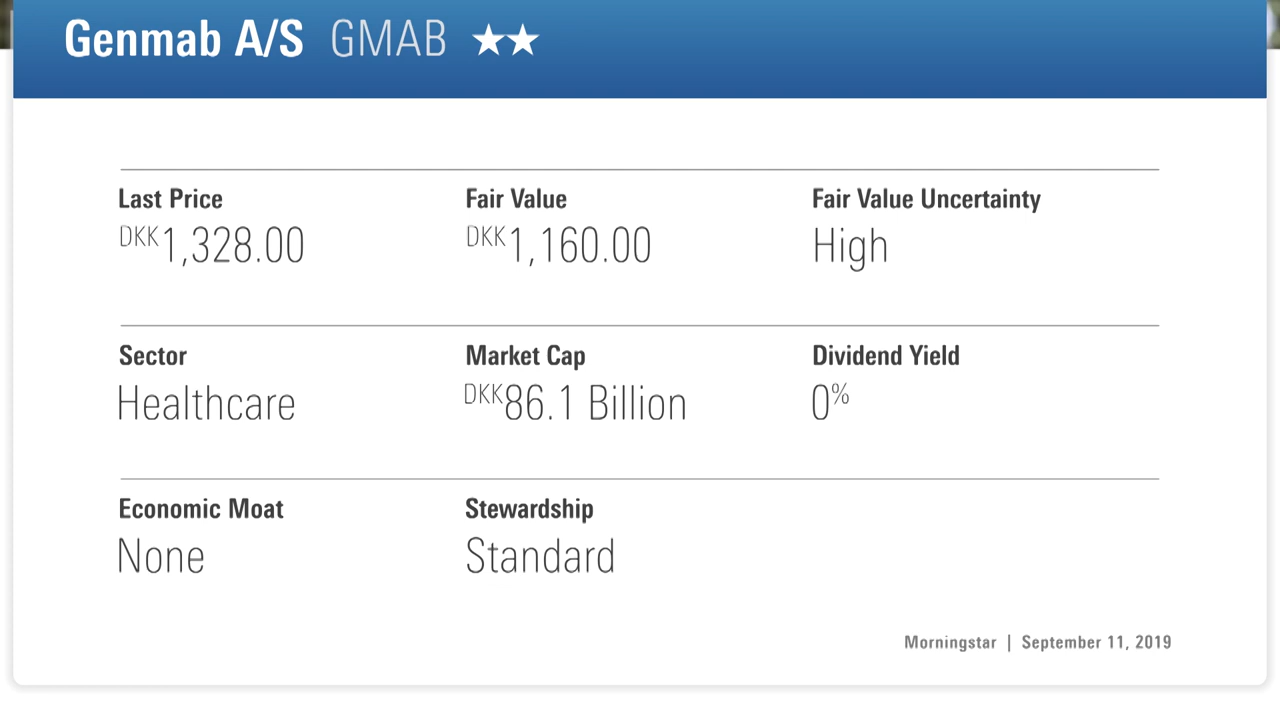 Genmab A/S GMAB ★★
Last Price Fair Value Fair Value Uncertainty
DKK1,328.00 DKK1,160.00 High
Sector Market Cap Dividend Yield
Healthcare DKK86.1 Billion 0%
Economic Moat Stewardship
None Standard
Morningstar | September 11, 2019